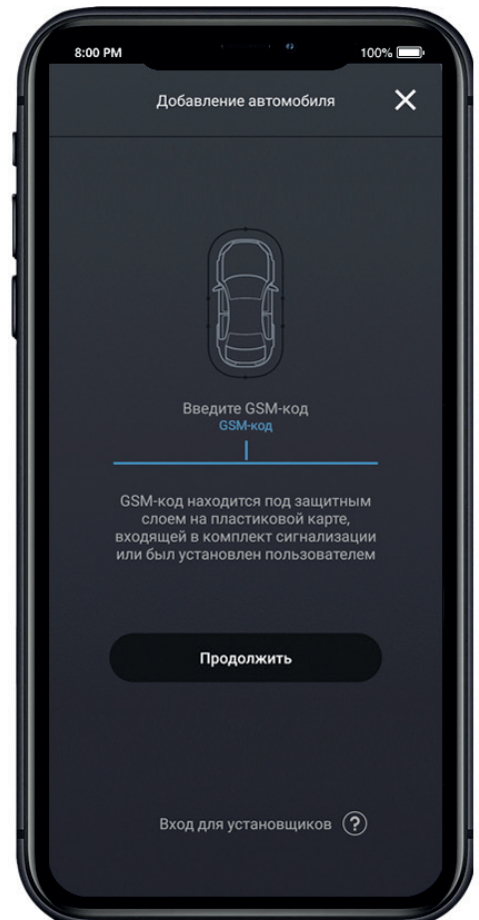 8:00 PM 100%
Добавление автомобиля
Введите GSM-код
GSM-код
GSM-код находится под защитным
слоем на пластиковой карте,
входящей в комплект сигнализации
или был установлен пользователем
Продолжить
Вход для установщиков ?